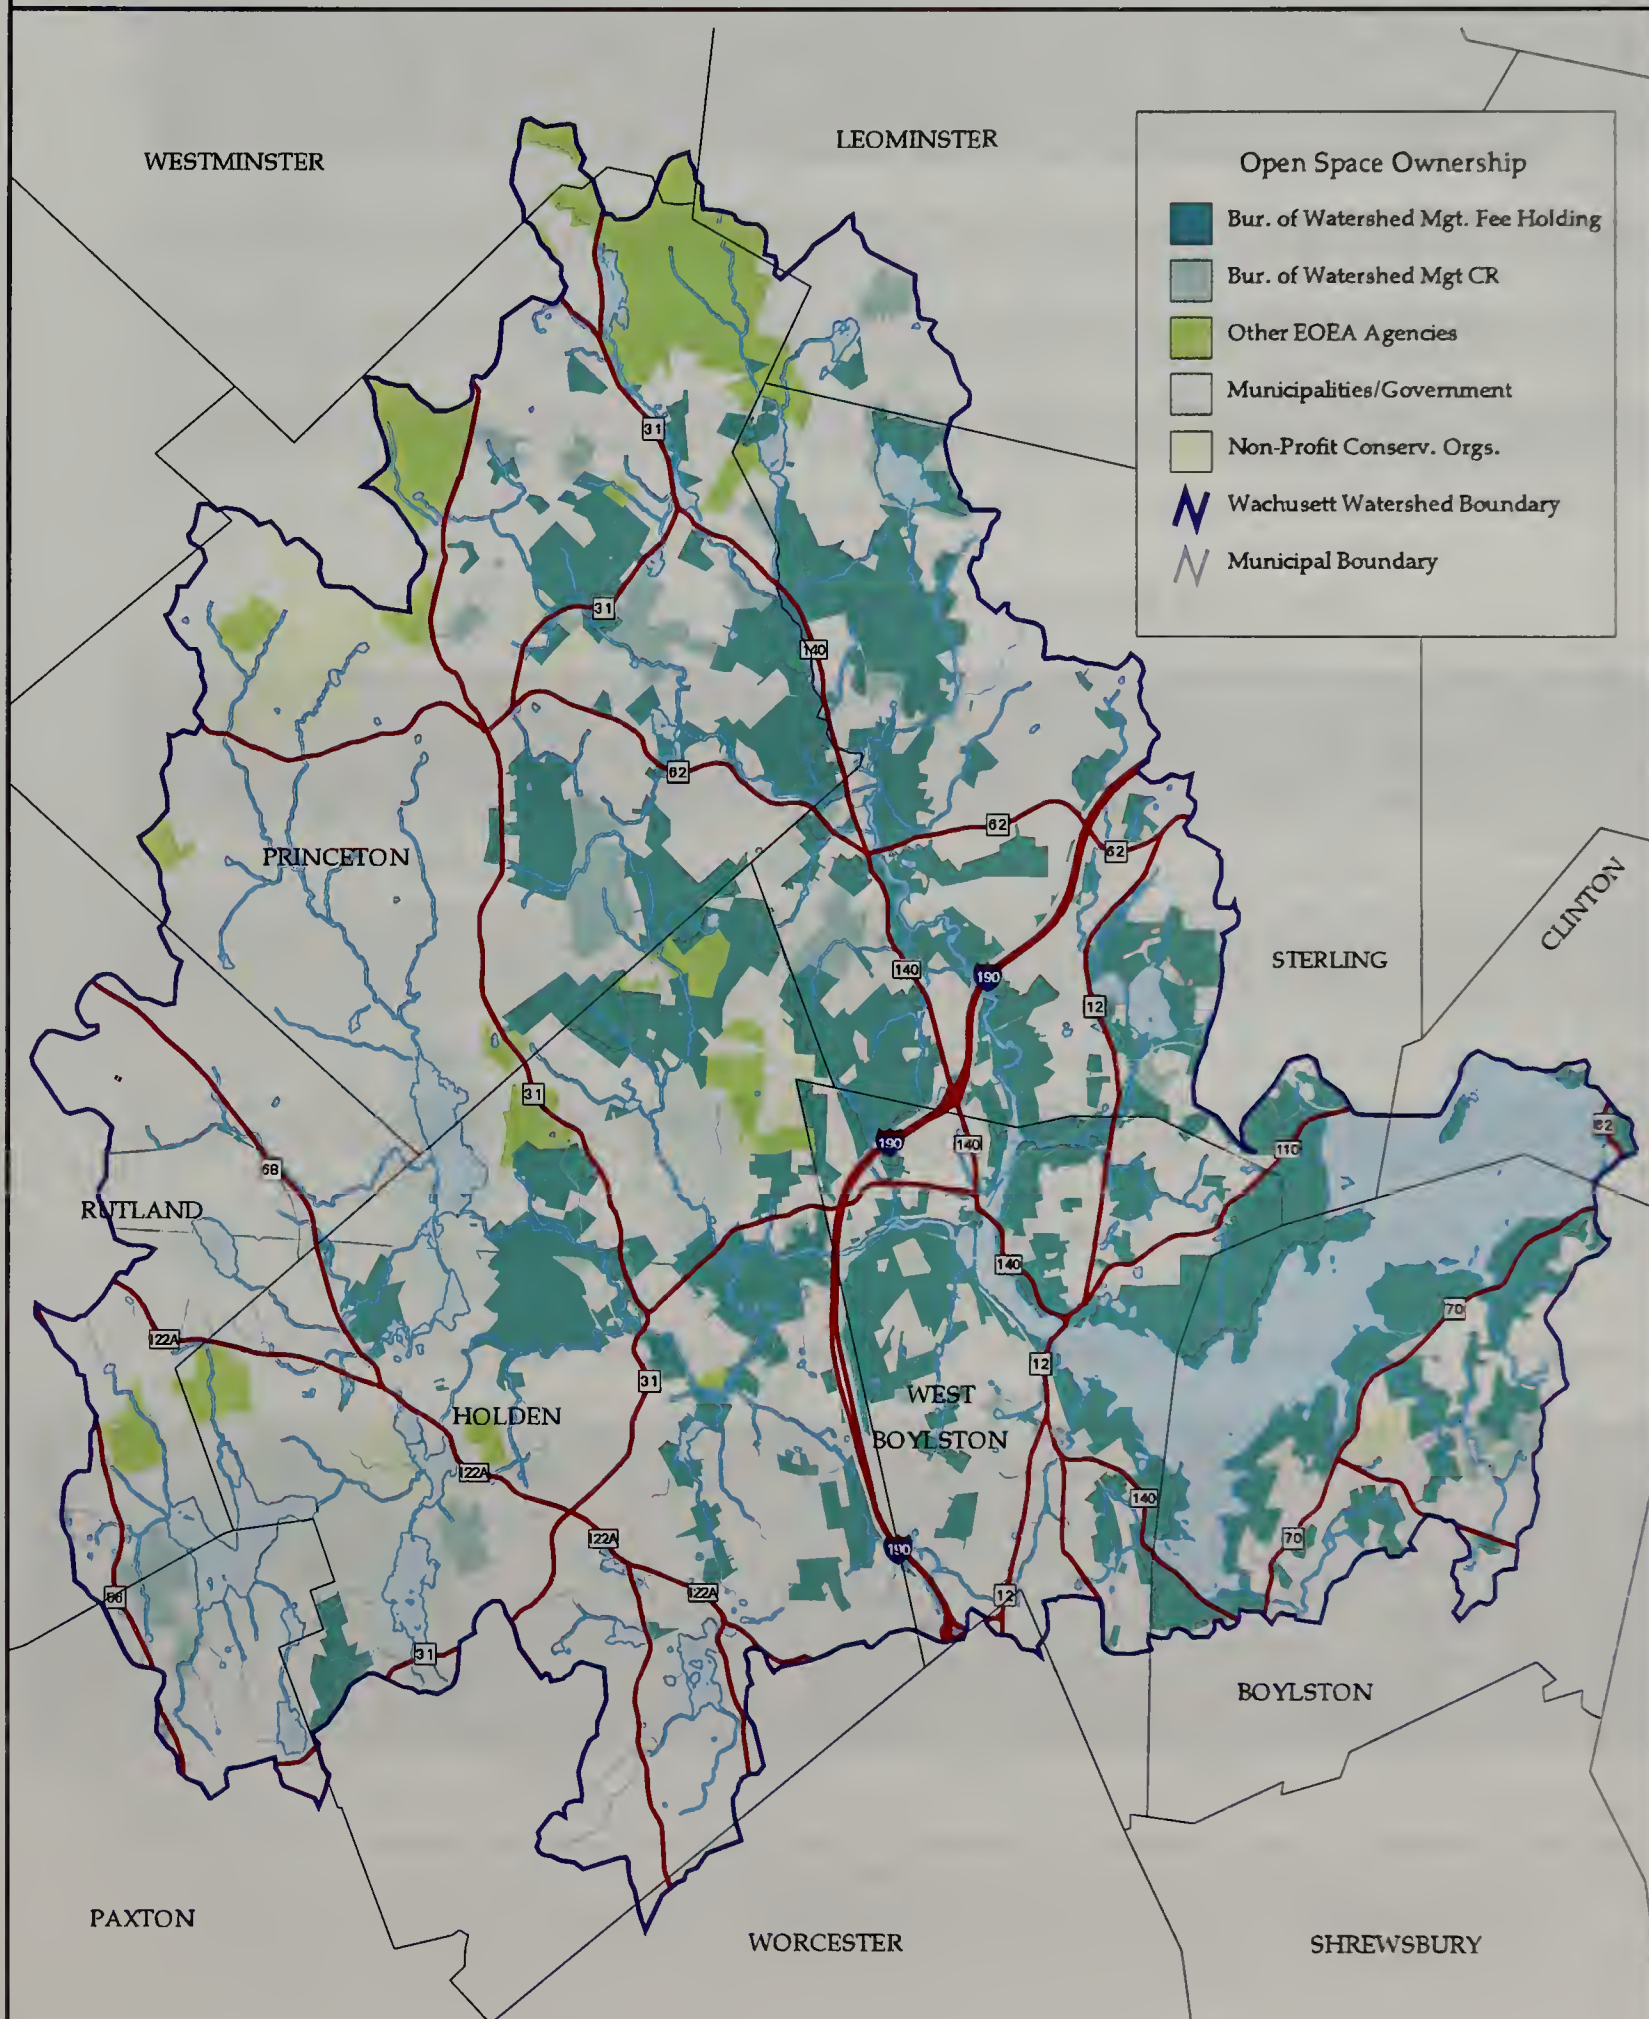 WESTMINSTER
LEOMINSTER
Open Space Ownership
Bur. of Watershed Mgt. Fee Holding
Bur. of Watershed Mgt CR
Other EOEA Agencies
Municipalities/Government
Non-Profit Conserv. Orgs.
Wachusett Watershed Boundary
Municipal Boundary
31
31
140
62
62
62
PRINCETON
CLINTON
STERLING
140
190
12
31
190
140
110
62
68
RUTLAND
140
70
122A
12
31
WEST
BOYLSTON
HOLDEN
122A
140
122A
190
70
56
122A
12
31
BOYLSTON
PAXTON
WORCESTER
SHREWSBURY